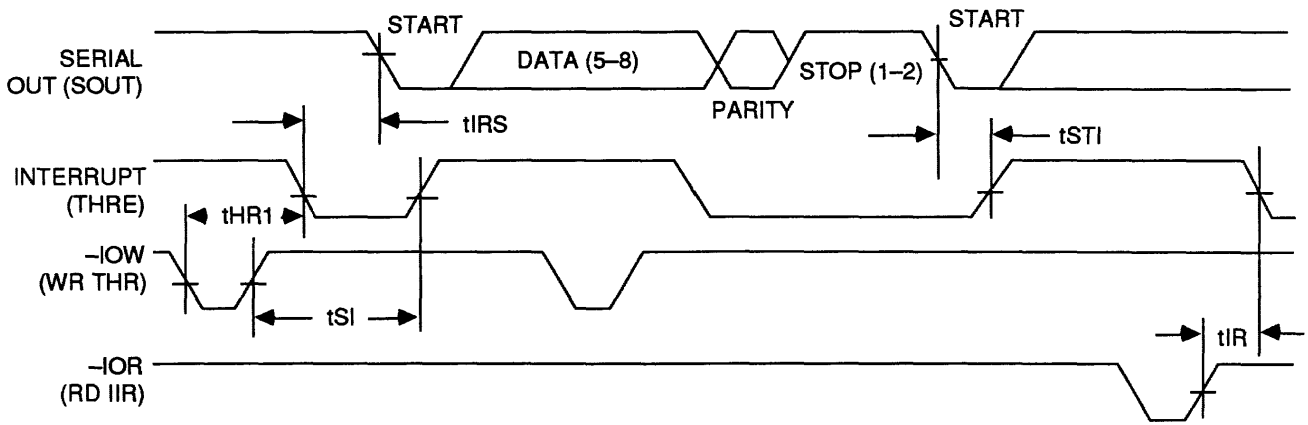 START
START
SERIAL
OUT (SOUT)
DATA (5–8)
STOP (1–2)
PARITY
tIRS
tSTI
INTERRUPT
(THRE)
tHR1
–IOW
(WR THR)
tSI
tIR
–IOR
(RD IIR)